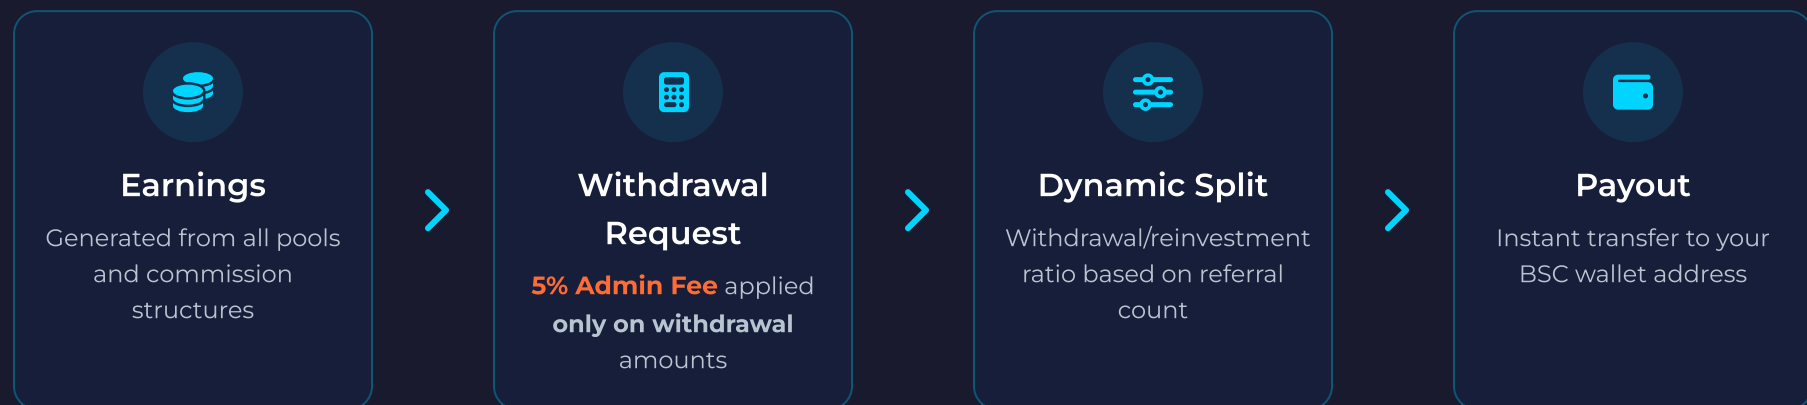 Earnings
Generated from all pools
and commission
structures
Withdrawal
Request
5% Admin Fee applied
only on withdrawal
amounts
Dynamic Split
Withdrawal/reinvestment
ratio based on referral
count
Payout
Instant transfer to your
BSC wallet address